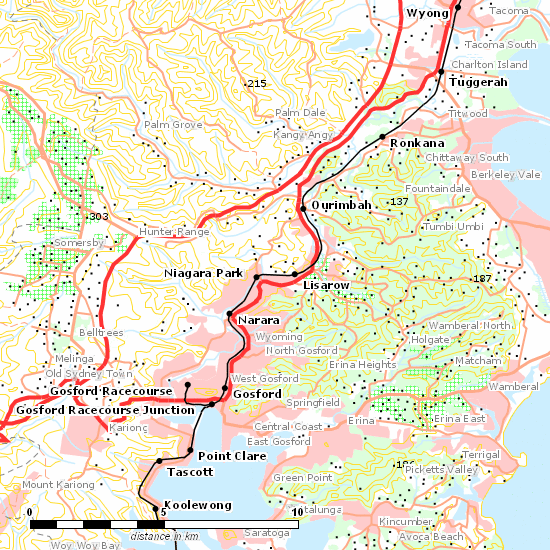 Wyong
Tacoma
Tacoma South
Charlton Island
Tuggerah
215
Palm Dale
Titwood
Palm Grove
Kangy Angy
Ronkana
Chittaway South
Berkeley Vale
Fountaindale
137
Ourimbah
303
Tumbi Umbi
Hunter Range
Somersby
Niagara Park
187
Lisarow
Narara
Wamberal North
Belltrees
Wyoming
Holgate
North Gosford
Melinga
Matcham
Erina Heights
Old Sydney Town
West Gosford
Gosford Racecourse
Wamberal
Gosford
Springfield
Gosford Racecourse Junction
Erina
Erina East
Kariong
Central Coast
East Gosford
Point Clare
Terrigal
Tascott
Picketts Valley
Green Point
Mount Kariong
Koolewong
0
5
10
Kincumber
distance in km
Saratoga
Avoca Beach
Woy Woy Bay